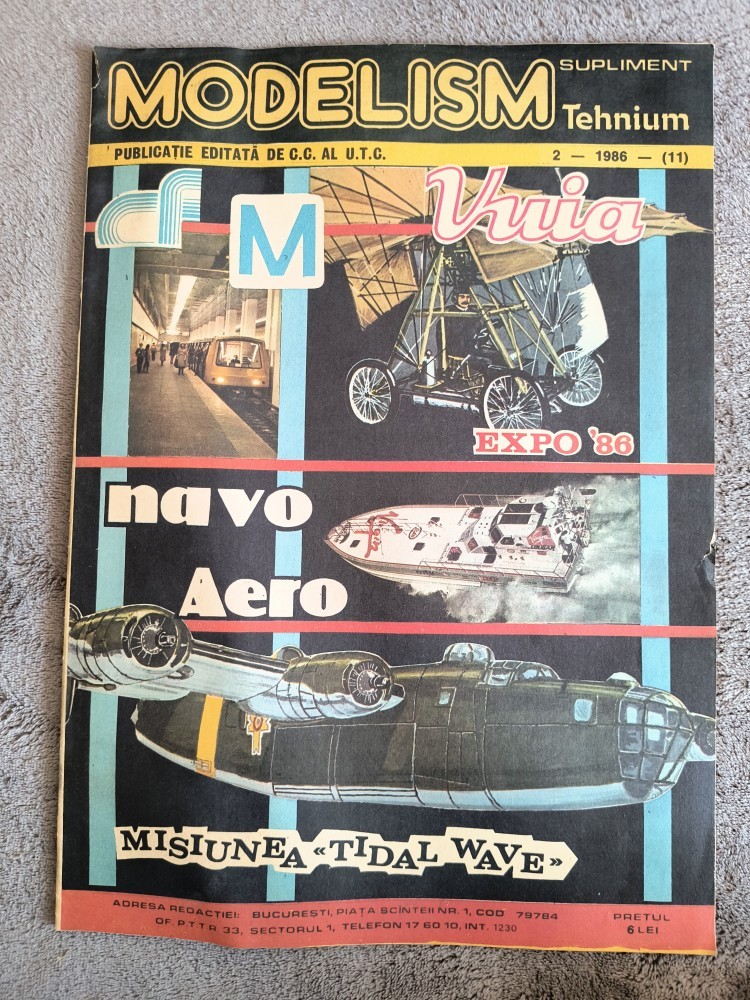 MODELISM
SUPLIMENT
Tehnium
PUBLICAȚIE EDITATĂ DE C.C. AL U.T.C.
2 — 1986 — (11)
cf
M
Vuia
EXPO '86
navo
Aero
MISIUNEA «TIDAL WAVE»
ADRESA REDACTIEI: BUCUREȘTI, PIAȚA SCÎNTEII NR. 1, COD 79784
OF. P.T.T.R. 33, SECTORUL 1, TELEFON 17 60 10, INT. 1230
PREȚUL
6 LEI